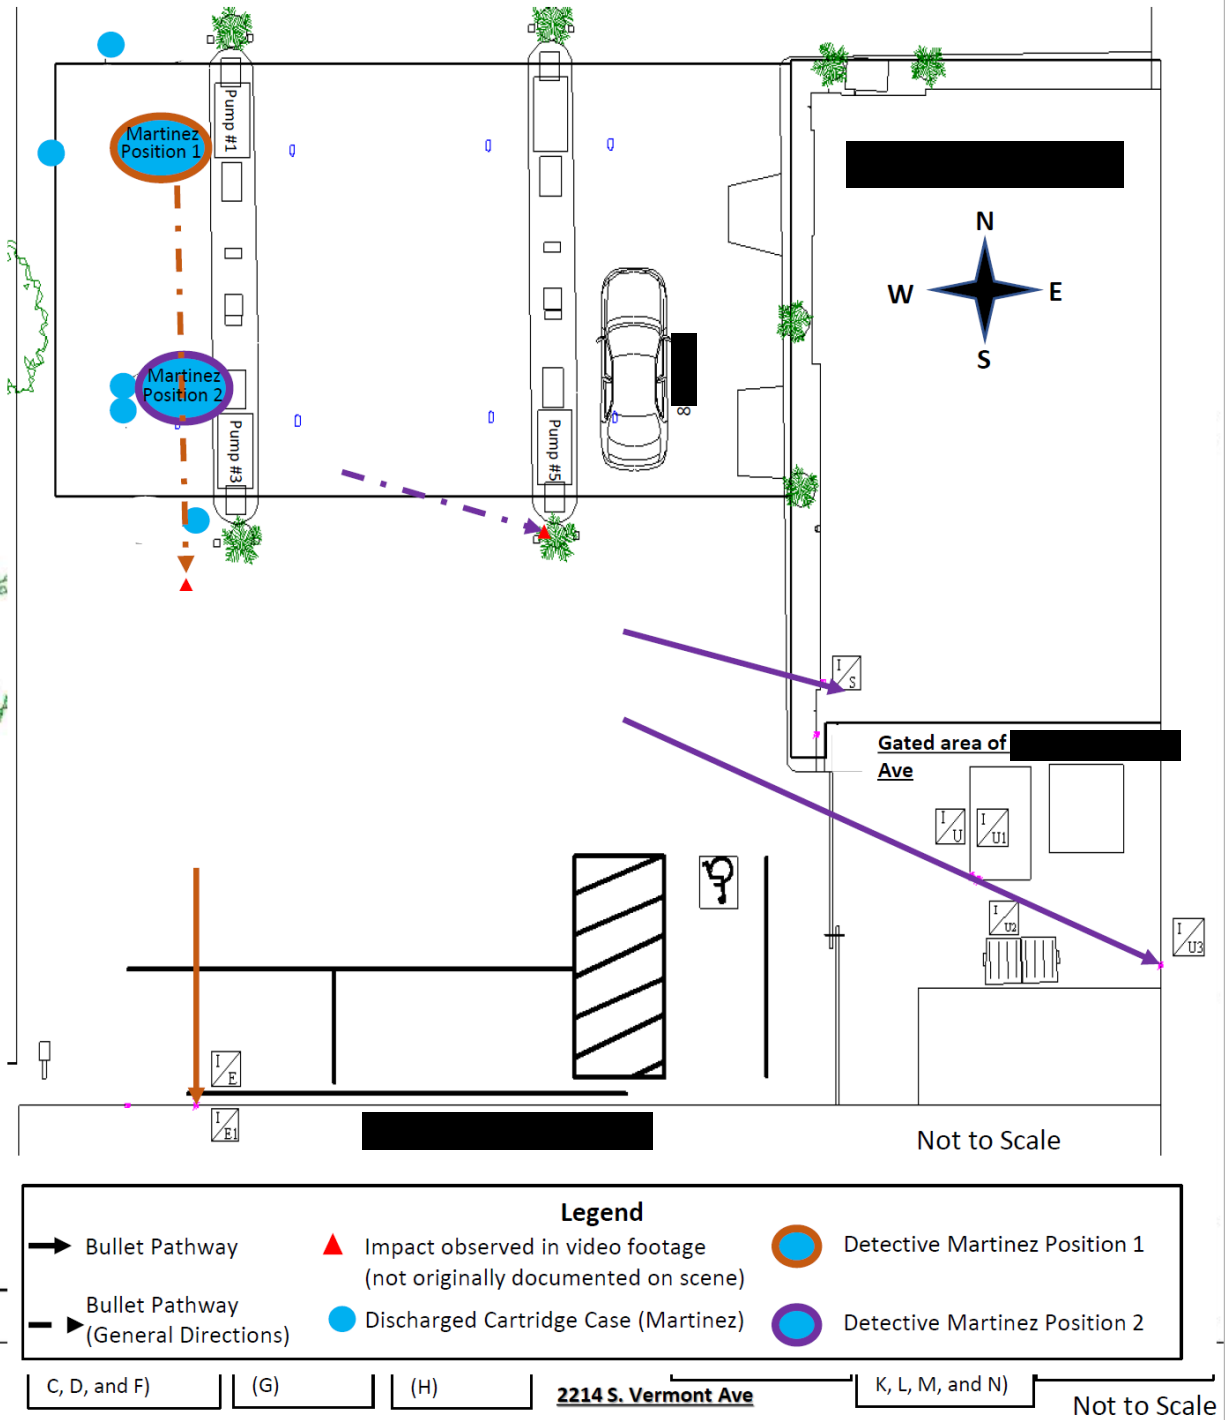 Pump #1
Martinez
Position 1
N
W
E
S
Martinez
Position 2
8
Pump #3
Pump #5
I
S
Gated area of
Ave
I
U
I
U1
I
U2
I
U3
I
E
I
E1
Not to Scale
Legend
Bullet Pathway
Impact observed in video footage
(not originally documented on scene)
Detective Martinez Position 1
Bullet Pathway
(General Directions)
Discharged Cartridge Case (Martinez)
Detective Martinez Position 2
C, D, and F)
(G)
(H)
2214 S. Vermont Ave
K, L, M, and N)
Not to Scale